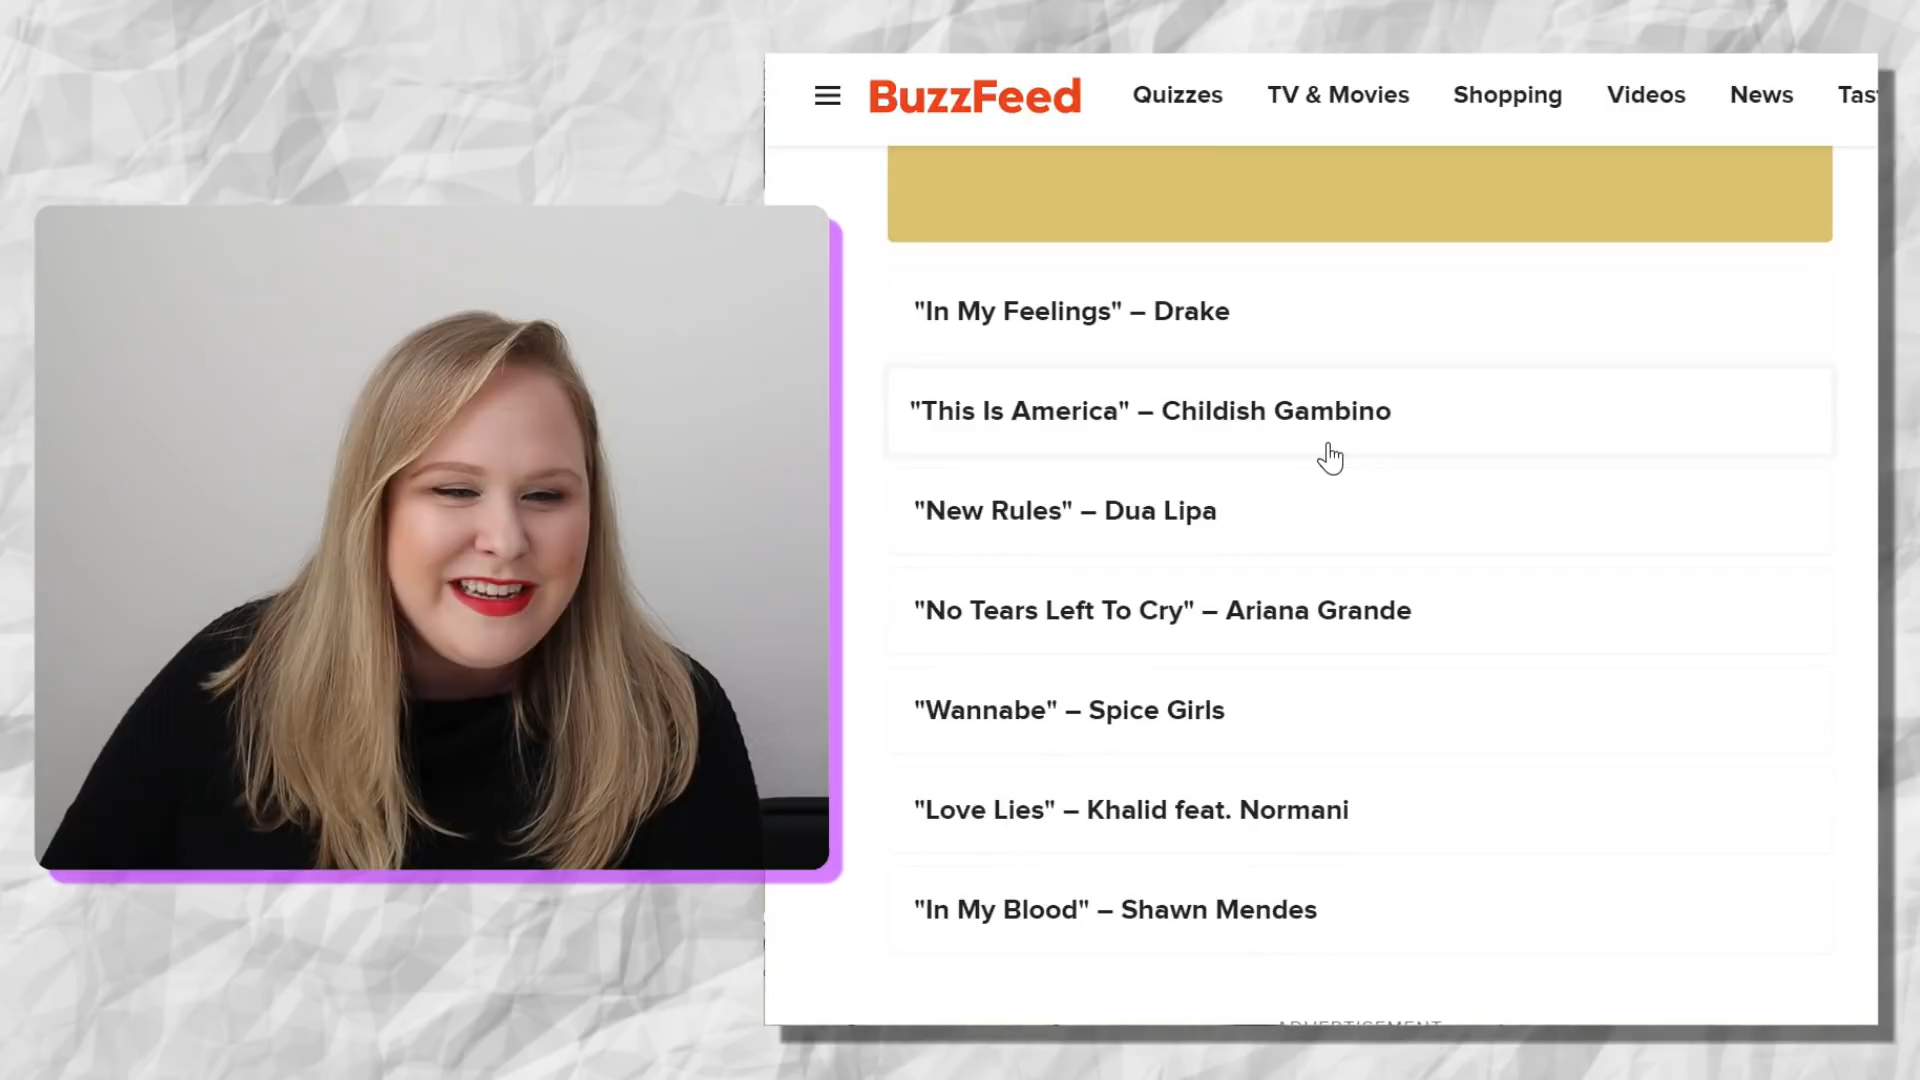 BuzzFeed Quizzes TV & Movies Shopping Videos News Tas
"In My Feelings" – Drake
"This Is America" – Childish Gambino
"New Rules" – Dua Lipa
"No Tears Left To Cry" – Ariana Grande
"Wannabe" – Spice Girls
"Love Lies" – Khalid feat. Normani
"In My Blood" – Shawn Mendes
ADVERTISEMENT